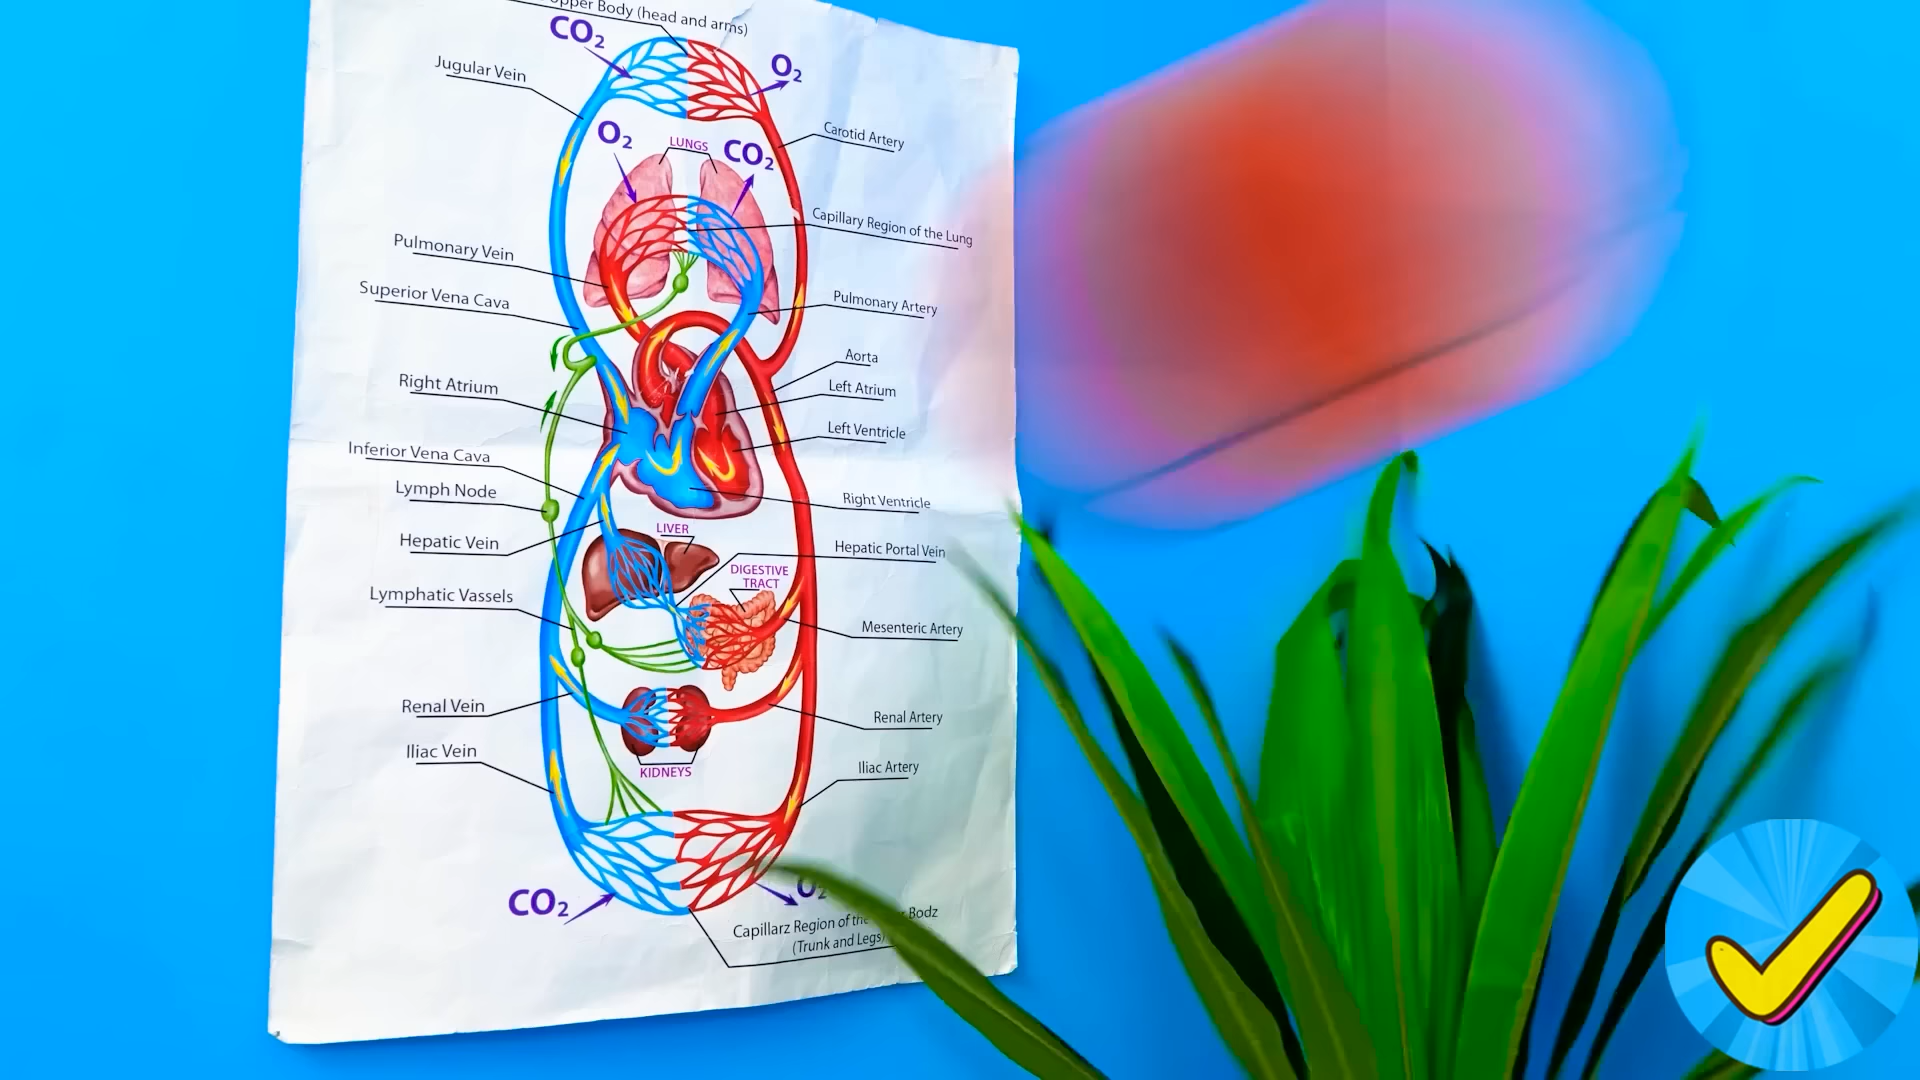 pper Body (head and arms)
CO₂
O₂
Jugular Vein
Carotid Artery
O₂
LUNGS
CO₂
Capillary Region of the Lung
Pulmonary Vein
Superior Vena Cava
Pulmonary Artery
Aorta
Right Atrium
Left Atrium
Left Ventricle
Inferior Vena Cava
Lymph Node
Right Ventricle
LIVER
Hepatic Vein
Hepatic Portal Vein
DIGESTIVE
TRACT
Lymphatic Vassels
Mesenteric Artery
Renal Vein
Renal Artery
Iliac Vein
KIDNEYS
Iliac Artery
CO₂
O₂
Capillarz Region of the Bodz
(Trunk and Legs)